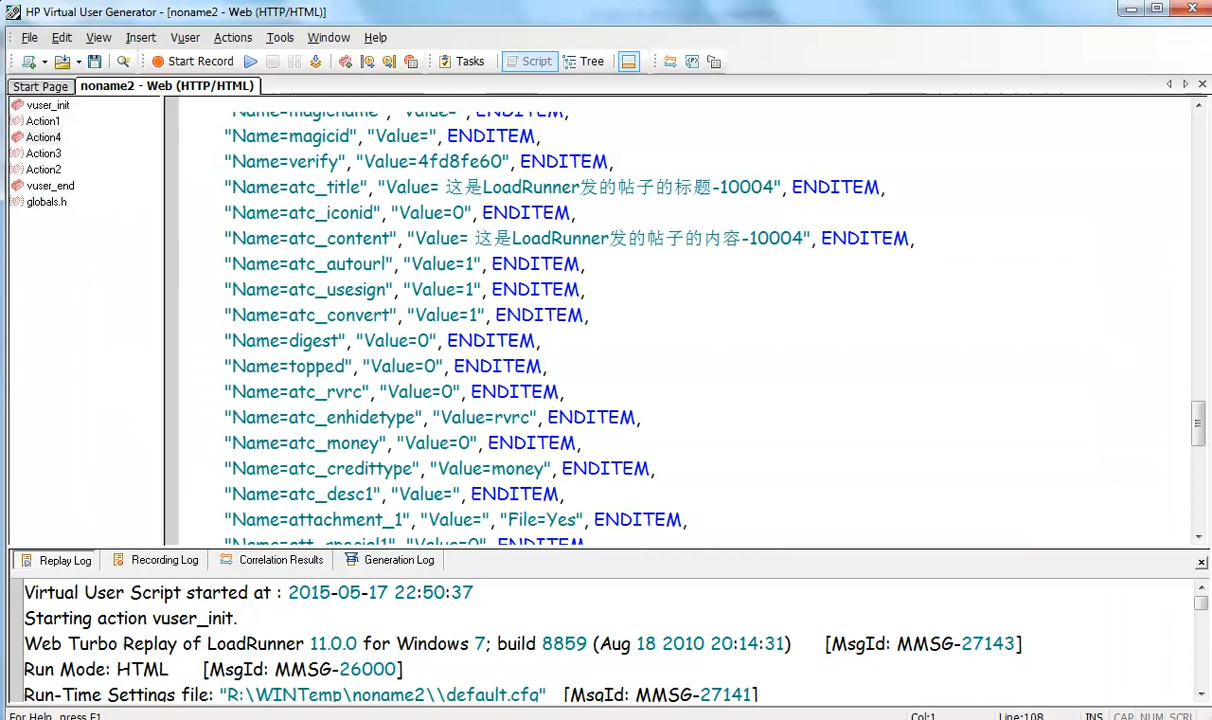 HP Virtual User Generator - [noname2 - Web (HTTP/HTML)]
File Edit View Insert Vuser Actions Tools Window Help
Start Record Tasks Script Tree
Start Page noname2 - Web (HTTP/HTML)
vuser_init
Action1
Action4
Action3
Action2
vuser_end
globals.h
"Name=magicname", "Value=", ENDITEM,
"Name=magicid", "Value=", ENDITEM,
"Name=verify", "Value=4fd8fe60", ENDITEM,
"Name=atc_title", "Value= 这是LoadRunner发的帖子的标题-10004", ENDITEM,
"Name=atc_iconid", "Value=0", ENDITEM,
"Name=atc_content", "Value= 这是LoadRunner发的帖子的内容-10004", ENDITEM,
"Name=atc_autourl", "Value=1", ENDITEM,
"Name=atc_usesign", "Value=1", ENDITEM,
"Name=atc_convert", "Value=1", ENDITEM,
"Name=digest", "Value=0", ENDITEM,
"Name=topped", "Value=0", ENDITEM,
"Name=atc_rvrc", "Value=0", ENDITEM,
"Name=atc_enhidetype", "Value=rvrc", ENDITEM,
"Name=atc_money", "Value=0", ENDITEM,
"Name=atc_credittype", "Value=money", ENDITEM,
"Name=atc_desc1", "Value=", ENDITEM,
"Name=attachment_1", "Value=", "File=Yes", ENDITEM,
"Name=att_special1", "Value=0", ENDITEM,
Replay Log Recording Log Correlation Results Generation Log
Virtual User Script started at : 2015-05-17 22:50:37
Starting action vuser_init.
Web Turbo Replay of LoadRunner 11.0.0 for Windows 7; build 8859 (Aug 18 2010 20:14:31) [MsgId: MMSG-27143]
Run Mode: HTML [MsgId: MMSG-26000]
Run-Time Settings file: "R:\WINTemp\noname2\\default.cfg" [MsgId: MMSG-27141]
For Help, press F1. Col:1 Line:108 INS CAP NUM SCRL